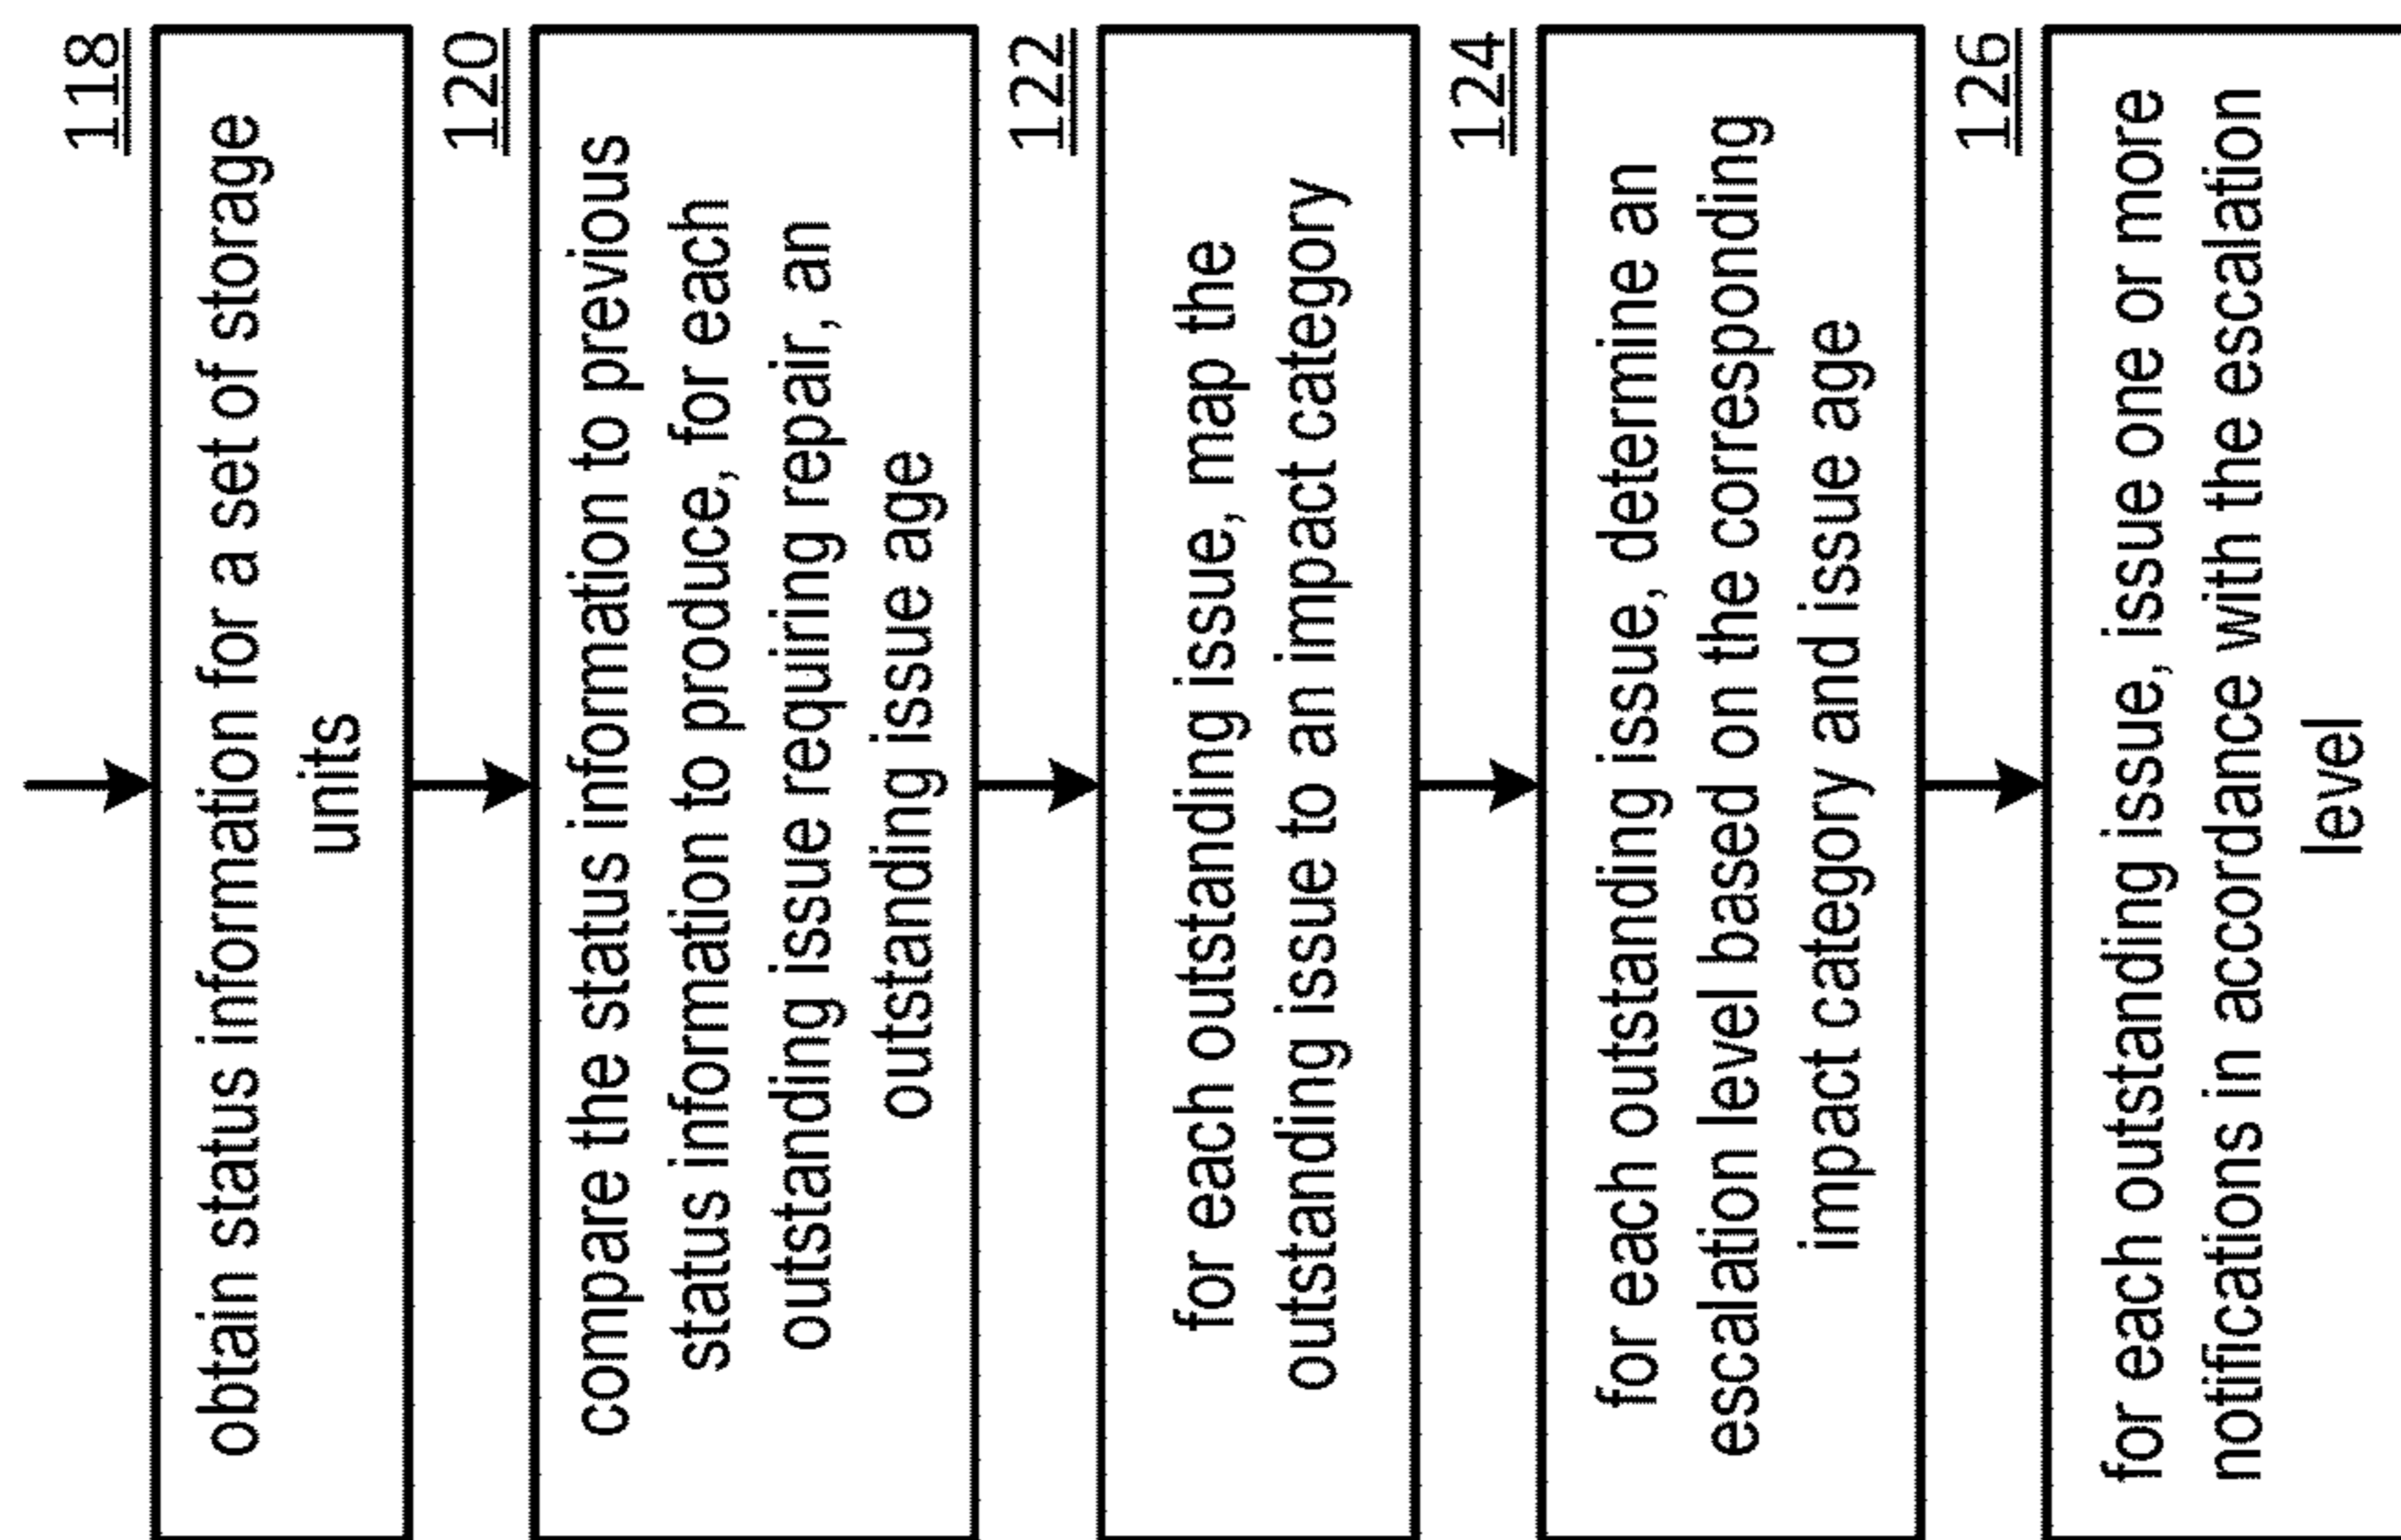 118
obtain status information for a set of storage
units
120
compare the status information to previous
status information to produce, for each
outstanding issue requiring repair, an
outstanding issue age
122
for each outstanding issue, map the
outstanding issue to an impact category
124
for each outstanding issue, determine an
escalation level based on the corresponding
impact category and issue age
126
for each outstanding issue, issue one or more
notifications in accordance with the escalation
level